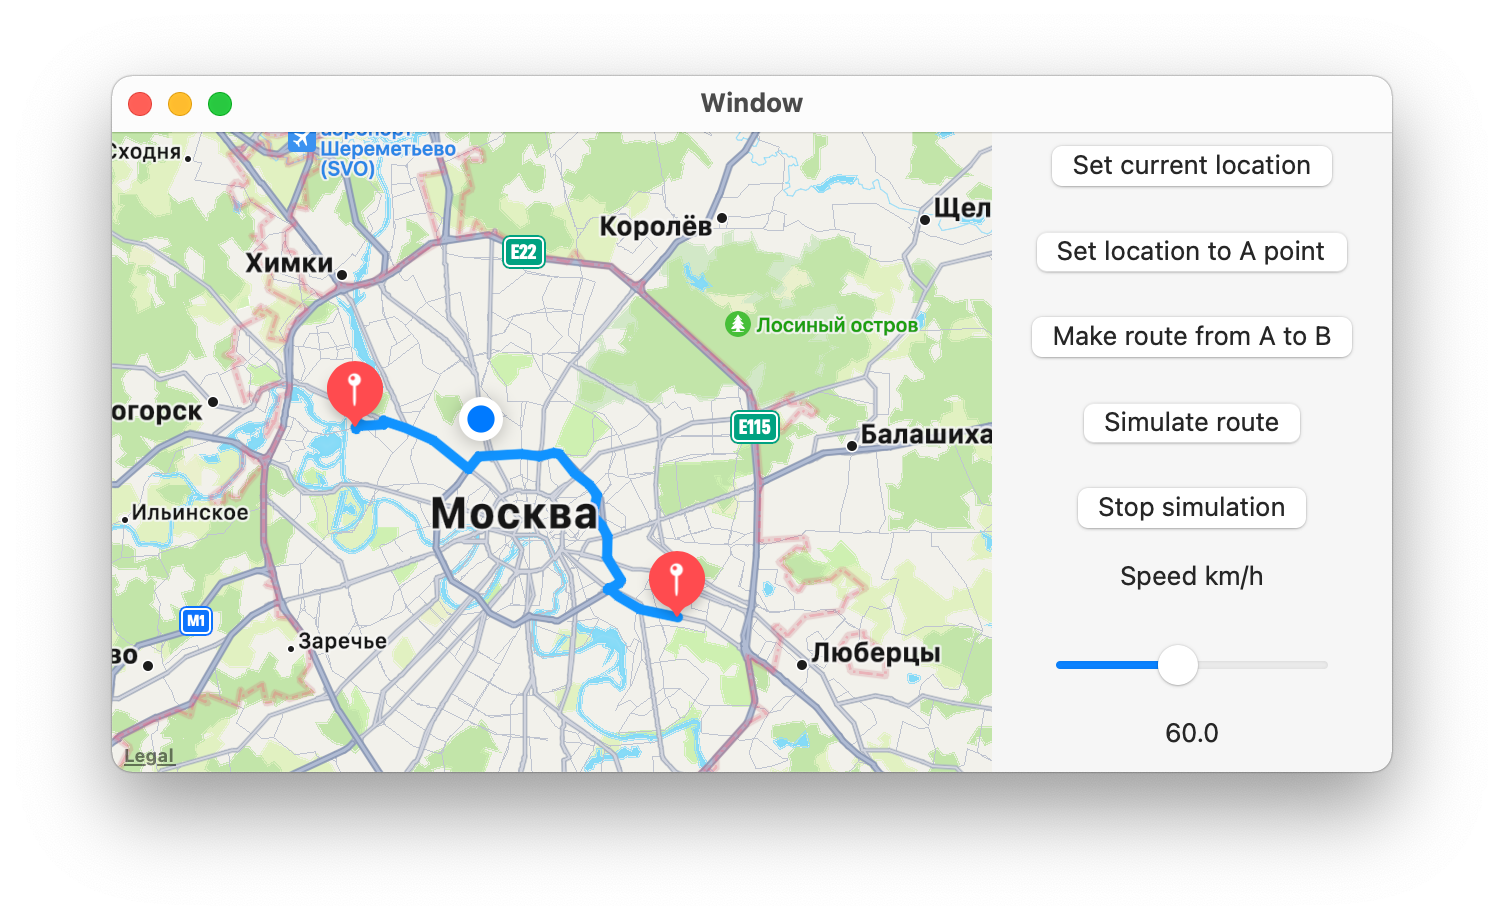 Window
аэропорт
Шереметьево
(SVO)
Сходня
Щел
Королёв
E22
Химки
Лосиный остров
огорск
E115
Балашиха
Москва
Ильинское
M1
Заречье
во
Люберцы
Legal
Set current location
Set location to A point
Make route from A to B
Simulate route
Stop simulation
Speed km/h
60.0